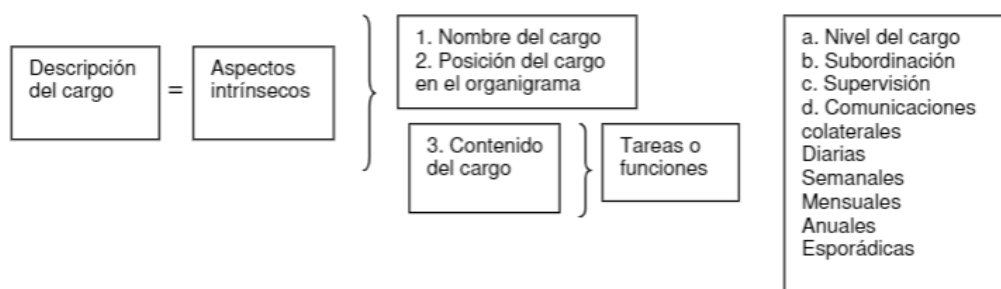 Descripción
del cargo
=
Aspectos
intrínsecos
1. Nombre del cargo
2. Posición del cargo
en el organigrama
3. Contenido
del cargo
Tareas o
funciones
a. Nivel del cargo
b. Subordinación
c. Supervisión
d. Comunicaciones
colaterales
Diarias
Semanales
Mensuales
Anuales
Esporádicas